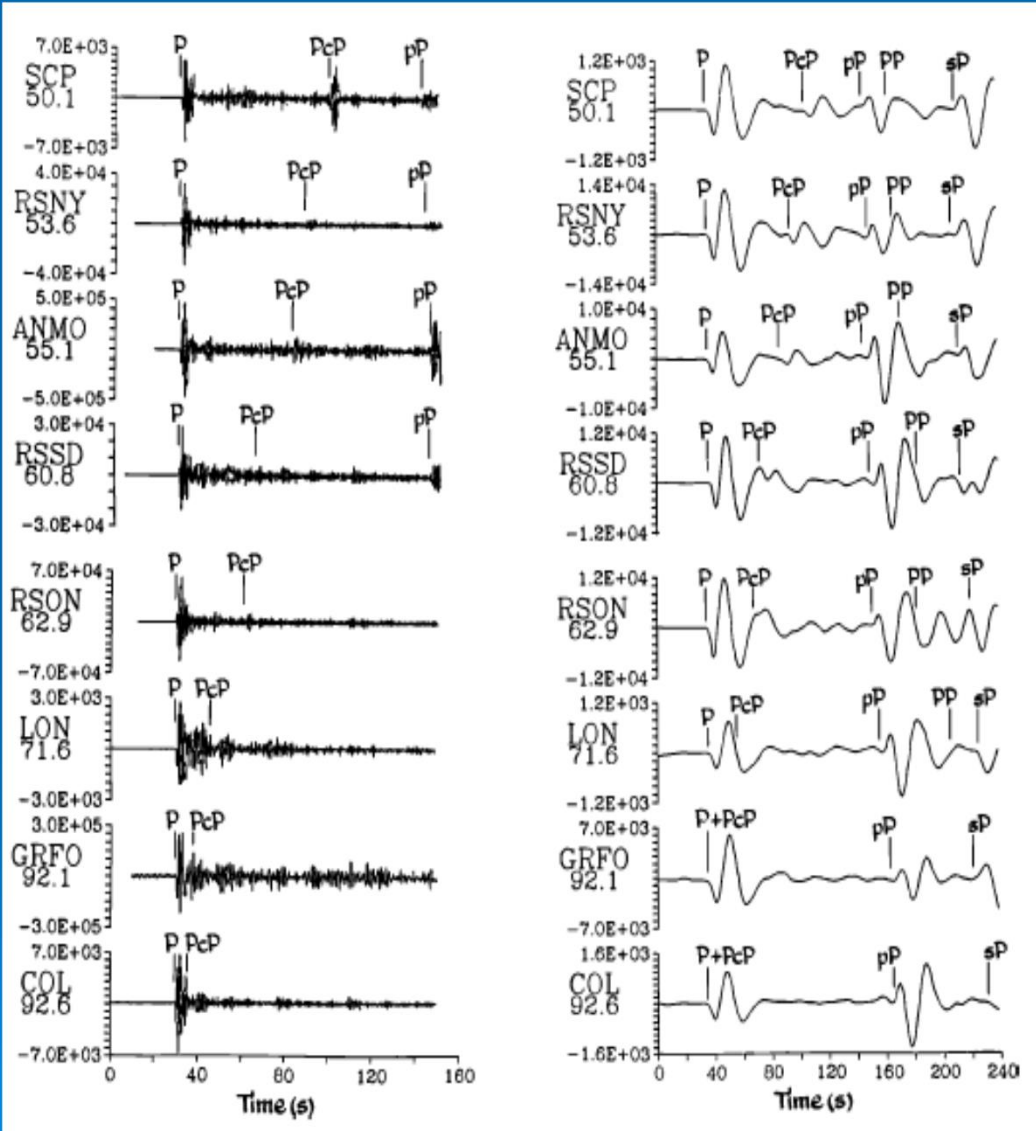 P PcP pP
7.0E+03
SCP
50.1
-7.0E+03
P PcP pP
4.0E+04
RSNY
53.6
-4.0E+04
P PcP pP
5.0E+05
ANMO
55.1
-5.0E+05
P PcP pP
3.0E+04
RSSD
60.8
-3.0E+04
P PcP
7.0E+04
RSON
62.9
-7.0E+04
P PcP
3.0E+03
LON
71.6
-3.0E+03
P PcP
3.0E+05
GRFO
92.1
-3.0E+05
P PcP
7.0E+03
COL
92.6
-7.0E+03
0 40 80 120 160
Time (s)
P PcP pP PP sP
1.2E+03
SCP
50.1
-1.2E+03
P PcP pP PP sP
1.4E+04
RSNY
53.6
-1.4E+04
P PcP pP PP sP
1.0E+04
ANMO
55.1
-1.0E+04
P PcP pP PP sP
1.2E+04
RSSD
60.8
-1.2E+04
P PcP pP PP sP
1.2E+04
RSON
62.9
-1.2E+04
P PcP pP PP sP
1.2E+03
LON
71.6
-1.2E+03
P+PcP pP sP
7.0E+03
GRFO
92.1
-7.0E+03
P+PcP pP sP
1.6E+03
COL
92.6
-1.6E+03
0 40 80 120 160 200 240
Time (s)